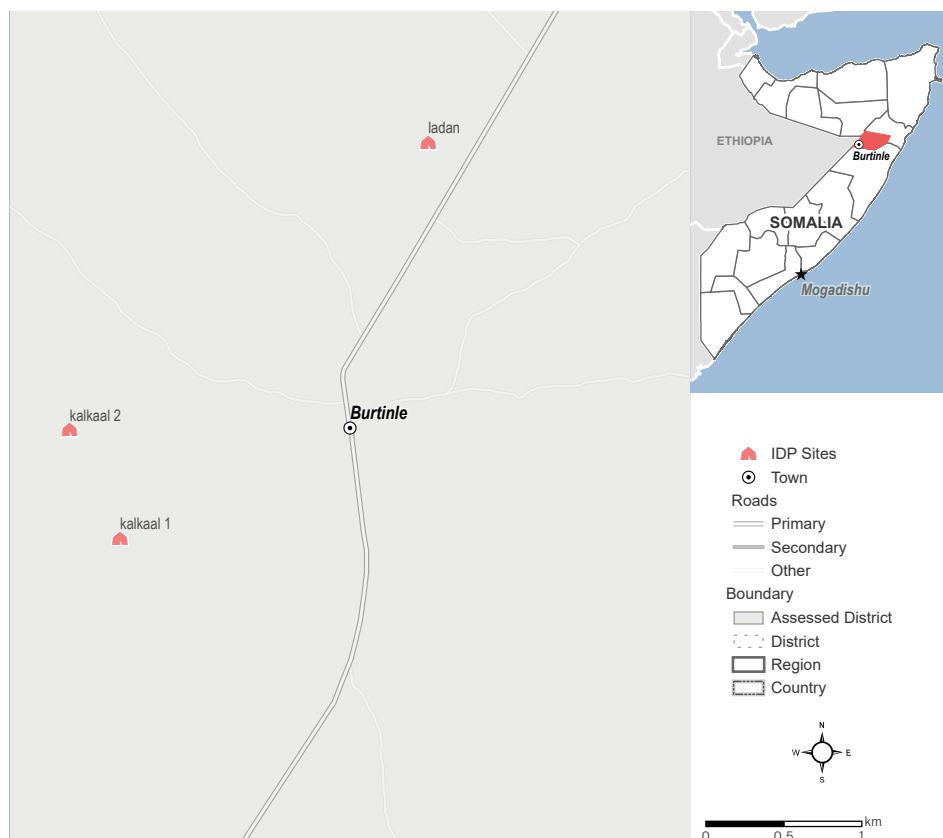 ladan
kalkaal 2
Burtinle
kalkaal 1
ETHIOPIA
Burtinle
SOMALIA
Mogadishu
IDP Sites
Town
Roads
Primary
Secondary
Other
Boundary
Assessed District
District
Region
Country
N
W E
S
km
0 0.5 1